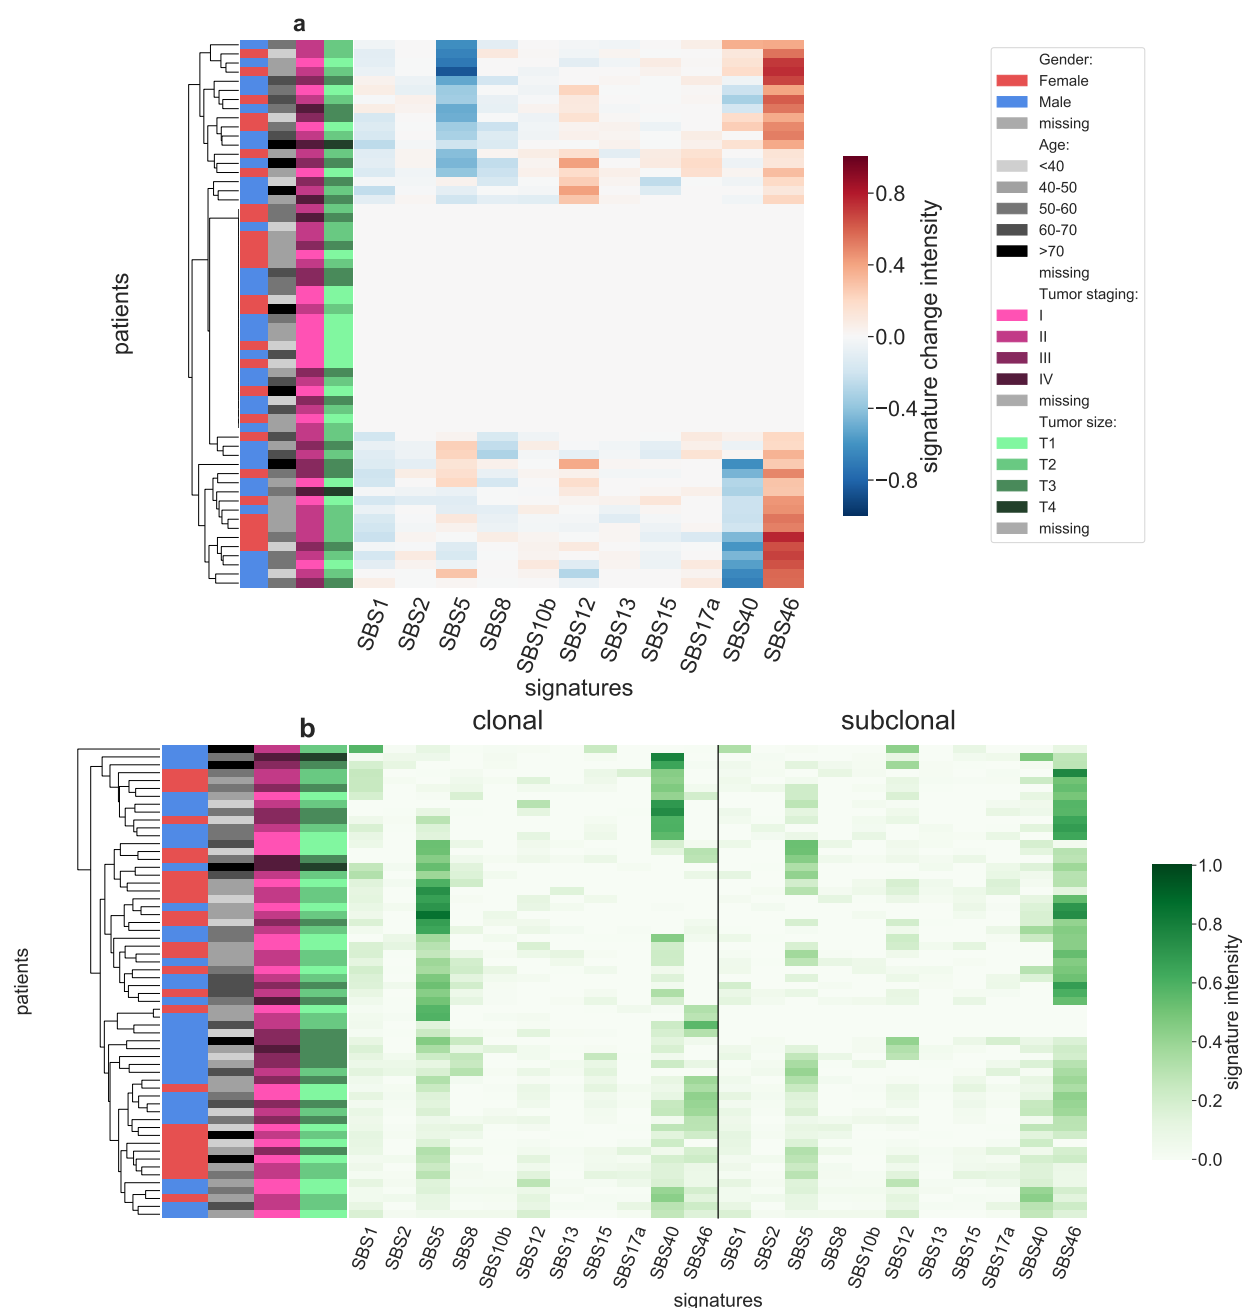 a
patients
SBS1
SBS2
SBS5
SBS8
SBS10b
SBS12
SBS13
SBS15
SBS17a
SBS40
SBS46
signatures
0.8
0.4
0.0
−0.4
−0.8
signature change intensity
Gender:
Female
Male
missing
Age:
<40
40-50
50-60
60-70
>70
missing
Tumor staging:
I
II
III
IV
missing
Tumor size:
T1
T2
T3
T4
missing
b
clonal
subclonal
patients
SBS1
SBS2
SBS5
SBS8
SBS10b
SBS12
SBS13
SBS15
SBS17a
SBS40
SBS46
SBS1
SBS2
SBS5
SBS8
SBS10b
SBS12
SBS13
SBS15
SBS17a
SBS40
SBS46
signatures
1.0
0.8
0.6
0.4
0.2
0.0
signature intensity